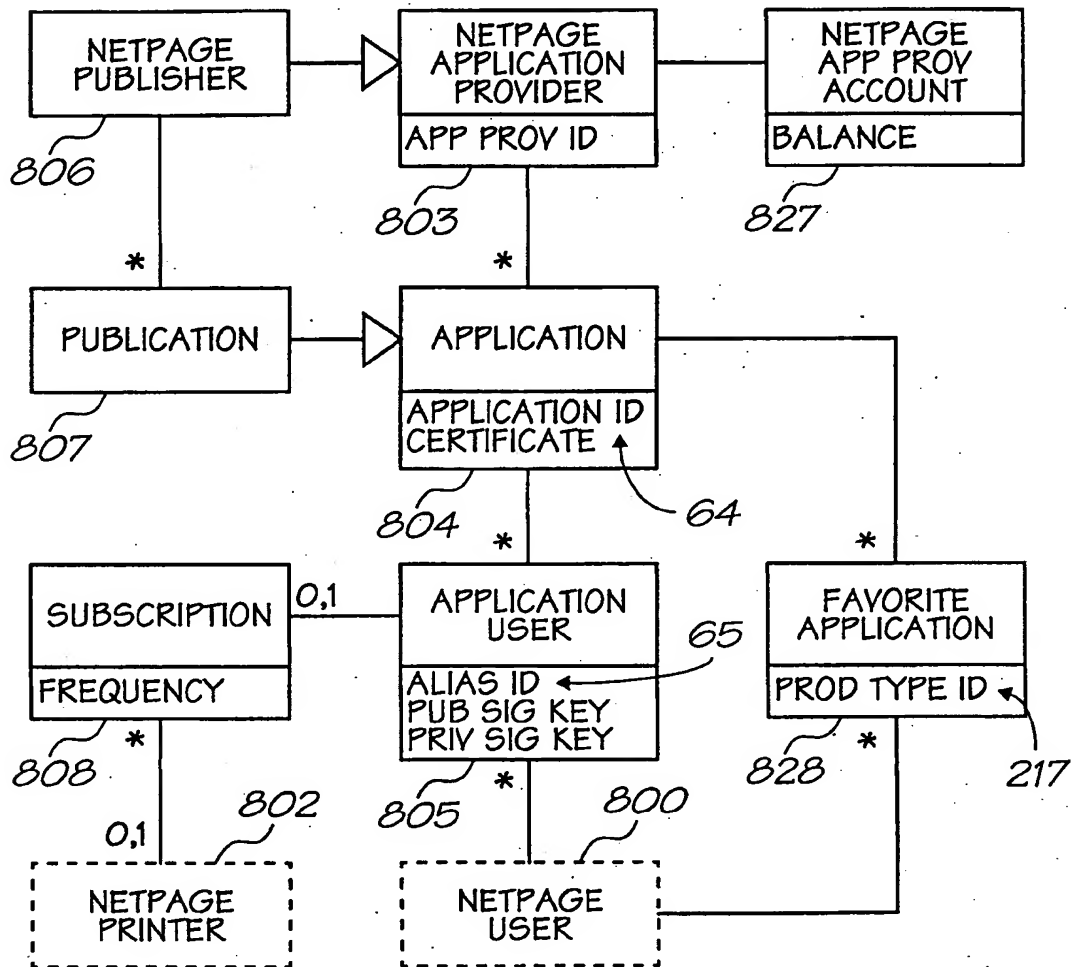 NETPAGE
PUBLISHER
806
NETPAGE
APPLICATION
PROVIDER
APP PROV ID
803
NETPAGE
APP PROV
ACCOUNT
BALANCE
827
*
*
PUBLICATION
807
APPLICATION
APPLICATION ID
CERTIFICATE
804
64
*
*
SUBSCRIPTION
0,1
FREQUENCY
808
*
APPLICATION
USER
ALIAS ID
PUB SIG KEY
PRIV SIG KEY
65
805
*
FAVORITE
APPLICATION
PROD TYPE ID
828
*
217
0,1
802
NETPAGE
PRINTER
800
NETPAGE
USER